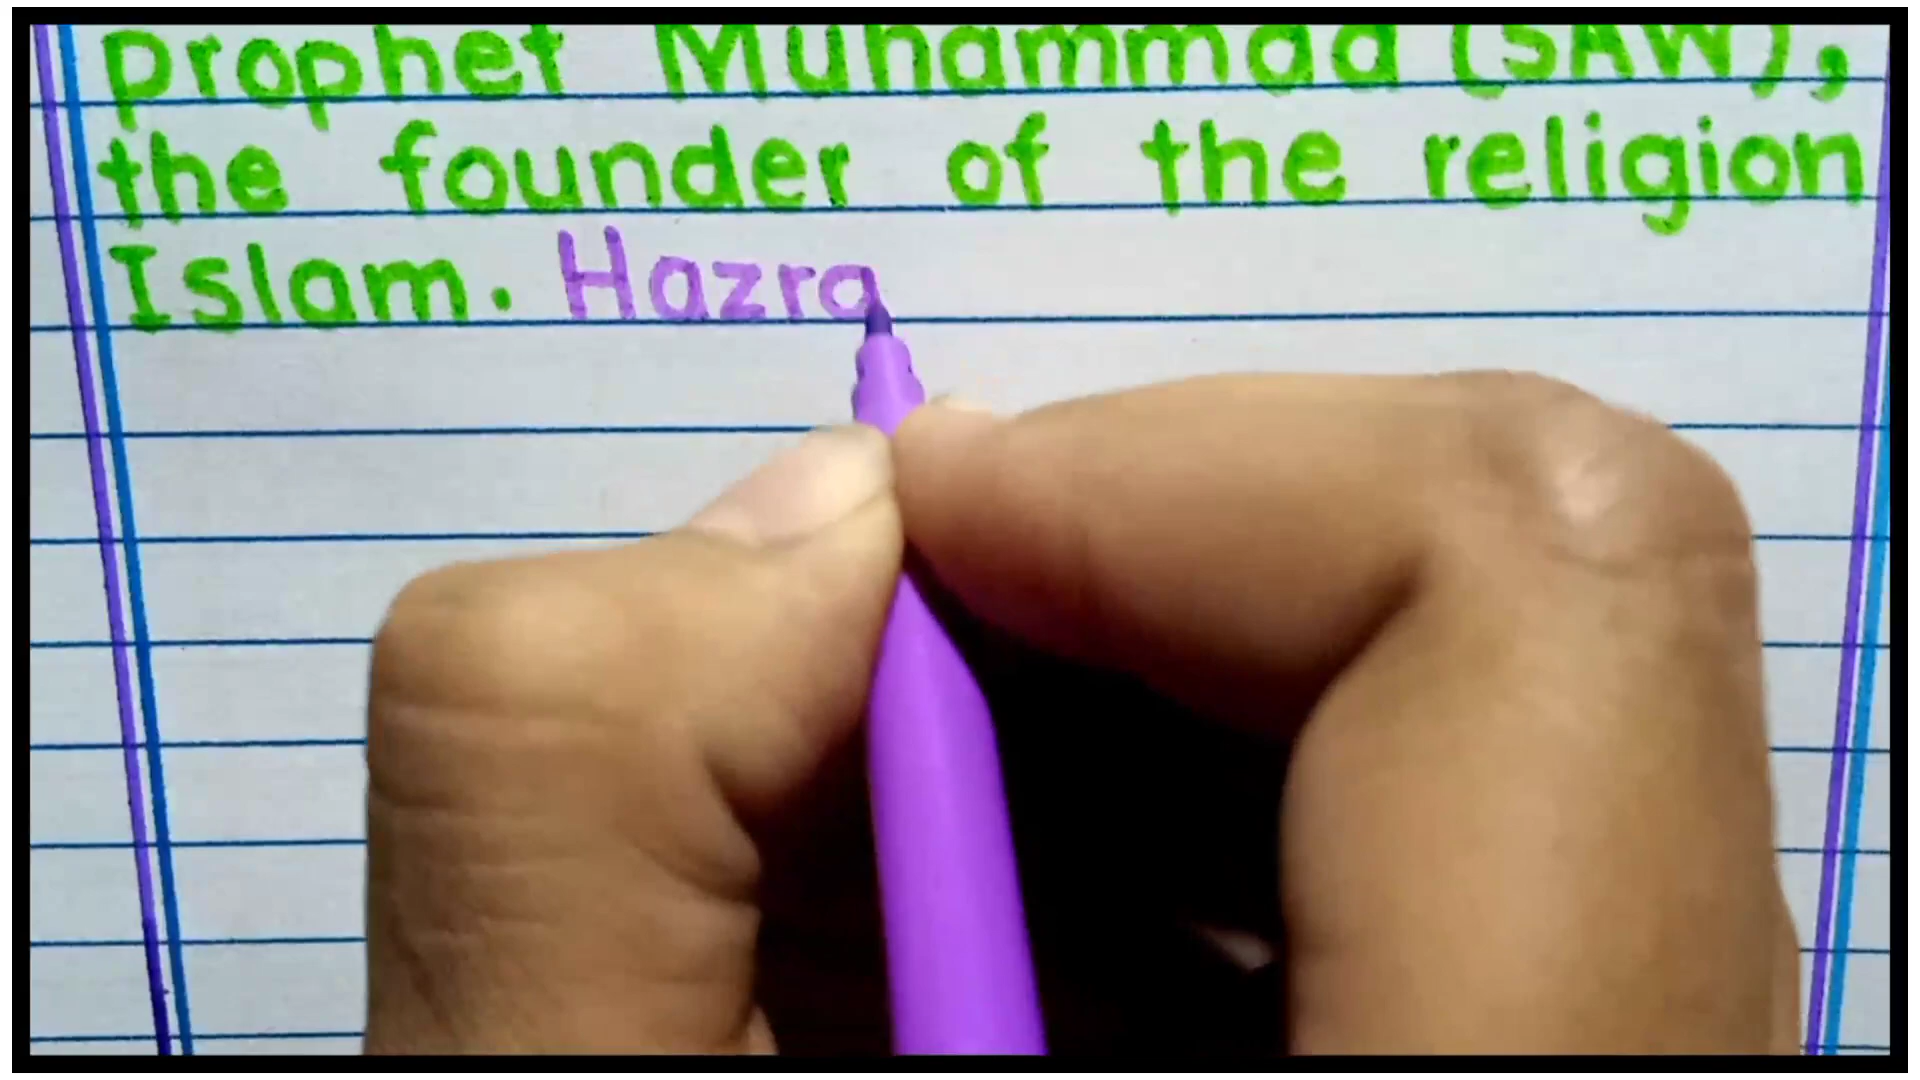 prophet Muhammad (SAW),
the founder of the religion
Islam. Hazra